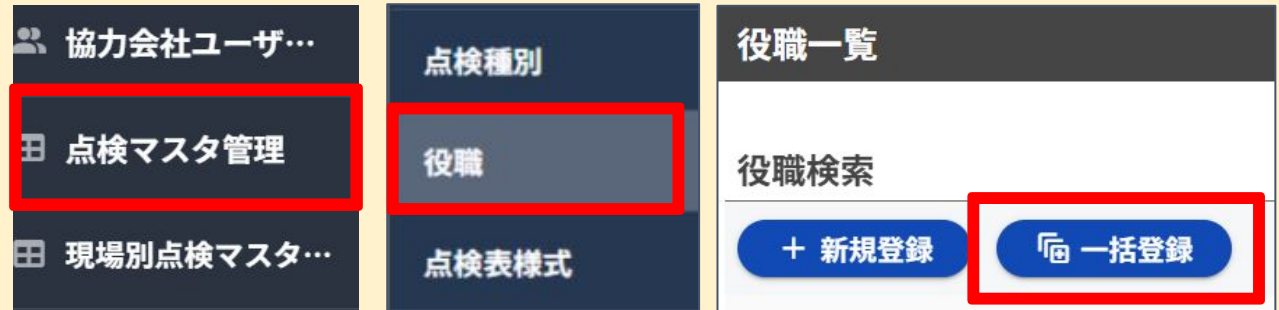 協力会社ユーザ…
点検マスタ管理
現場別点検マスタ…
点検種別
役職
点検表様式
役職一覧
役職検索
＋ 新規登録
一括登録